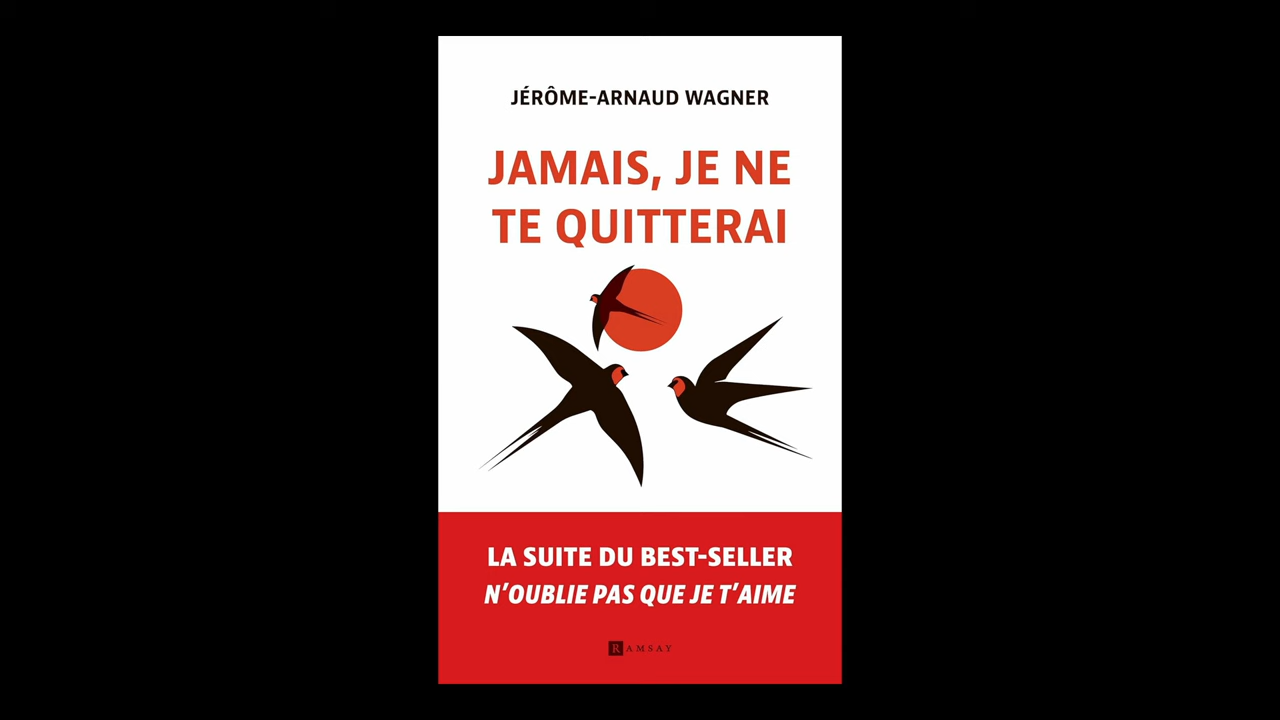 JÉRÔME-ARNAUD WAGNER
JAMAIS, JE NE
TE QUITTERAI
LA SUITE DU BEST-SELLER
N'OUBLIE PAS QUE JE T'AIME
RAMSAY